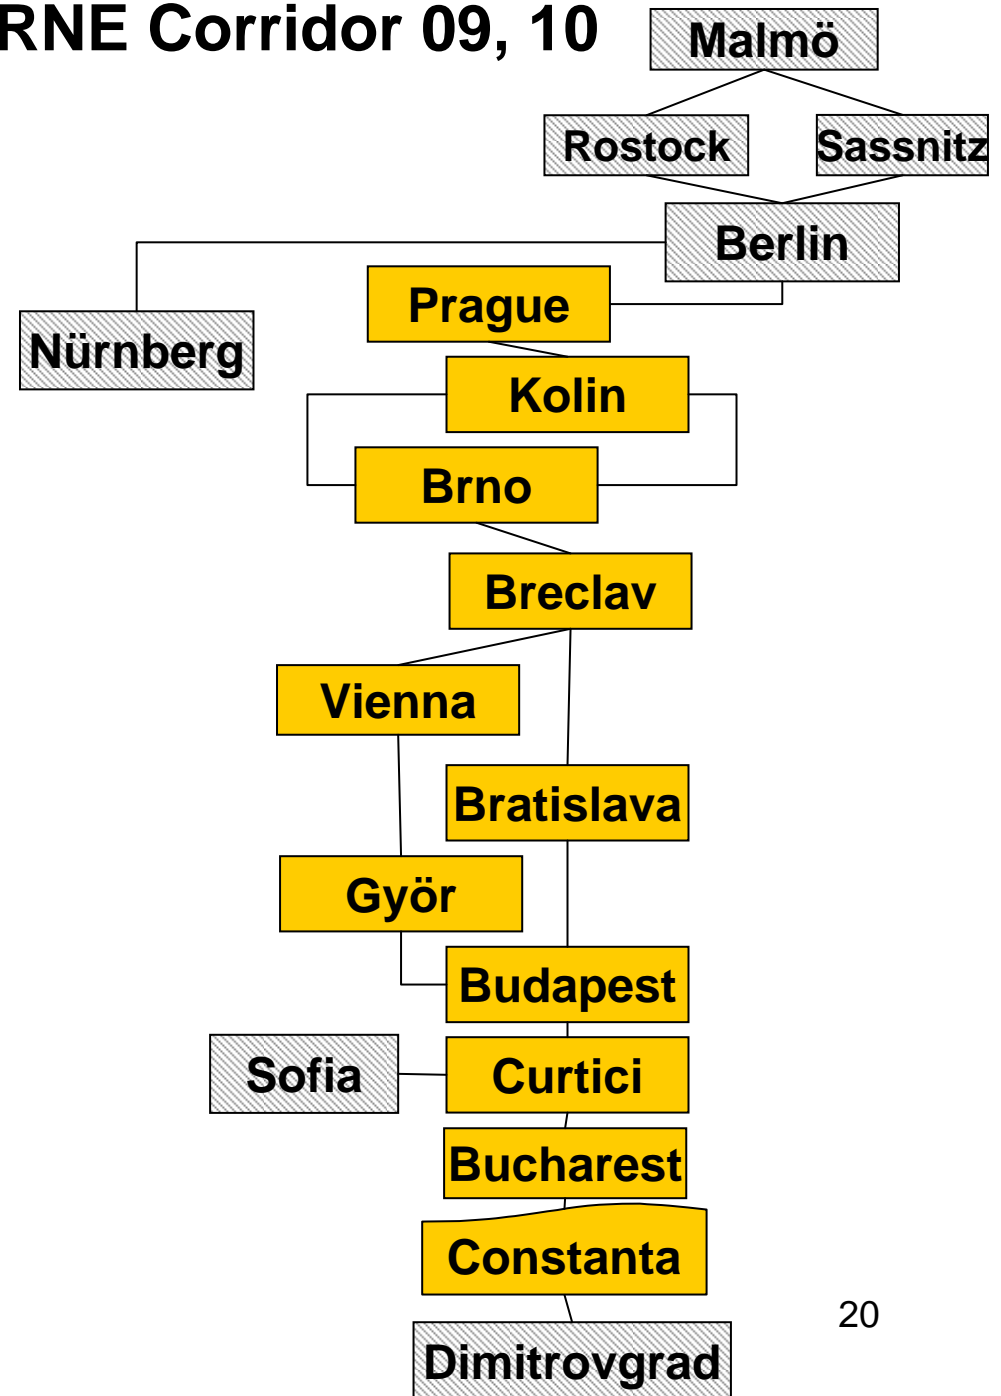 RNE Corridor 09, 10
Malmö
Rostock
Sassnitz
Berlin
Prague
Nürnberg
Kolin
Brno
Breclav
Vienna
Bratislava
Györ
Budapest
Sofia
Curtici
Bucharest
Constanta
20
Dimitrovgrad